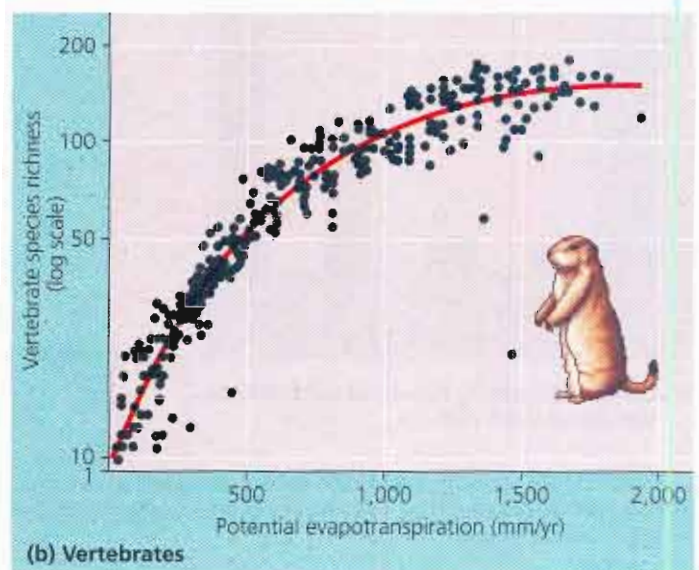 200
100
50
10
1
Vertebrate species richness
(log scale)
500
1,000
1,500
2,000
Potential evapotranspiration (mm/yr)
(b) Vertebrates